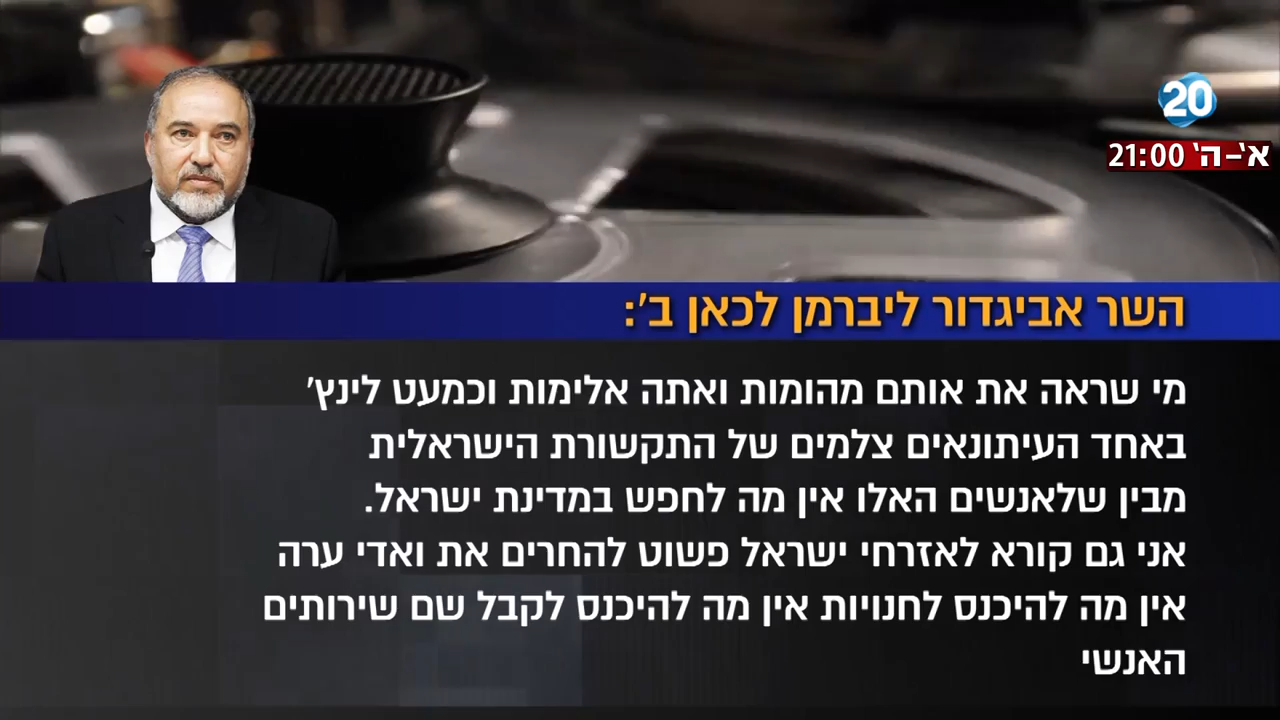 20
א'-ה' 21:00
השר אביגדור ליברמן לכאן ב':
מי שראה את אותם מהומות ואתה אלימות וכמעט לינץ'
באחד העיתונאים צלמים של התקשורת הישראלית
מבין שלאנשים האלו אין מה לחפש במדינת ישראל.
אני גם קורא לאזרחי ישראל פשוט להחרים את ואדי ערה
אין מה להיכנס לחנויות אין מה להיכנס לקבל שם שירותים
האנשי